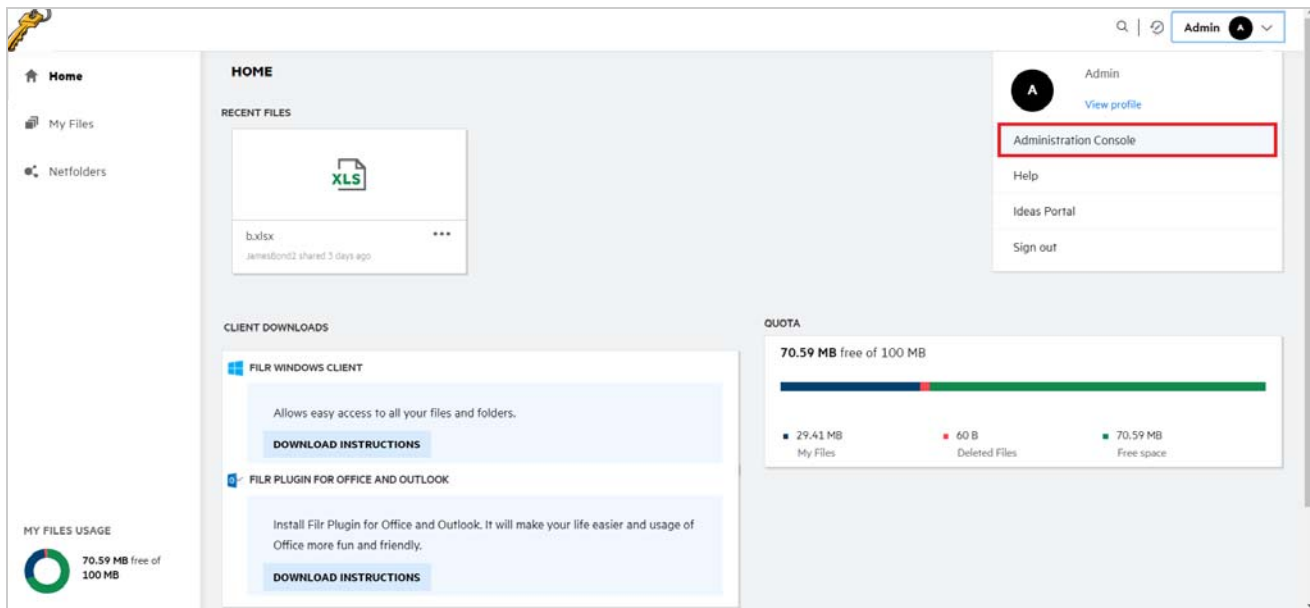 Admin A
Home
My Files
Netfolders
MY FILES USAGE
70.59 MB free of
100 MB
HOME
RECENT FILES
XLS
b.xlsx
JamesBond2 shared 3 days ago
CLIENT DOWNLOADS
FILR WINDOWS CLIENT
Allows easy access to all your files and folders.
DOWNLOAD INSTRUCTIONS
FILR PLUGIN FOR OFFICE AND OUTLOOK
Install Filr Plugin for Office and Outlook. It will make your life easier and usage of
Office more fun and friendly.
DOWNLOAD INSTRUCTIONS
A
Admin
View profile
Administration Console
Help
Ideas Portal
Sign out
QUOTA
70.59 MB free of 100 MB
29.41 MB
My Files
60 B
Deleted Files
70.59 MB
Free space